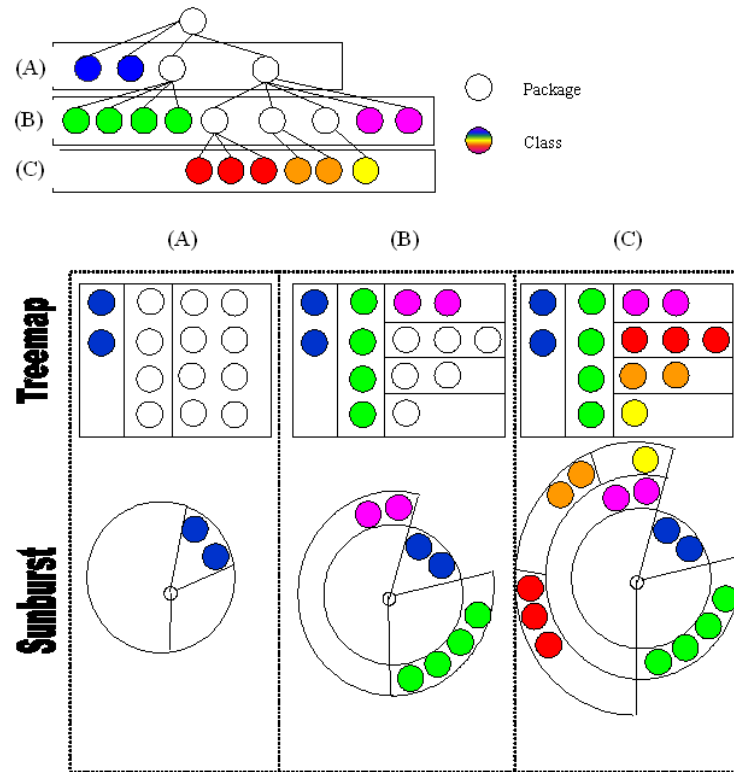 (A)
Package
(B)
Class
(C)
(A) (B) (C)
Treemap
Sunburst